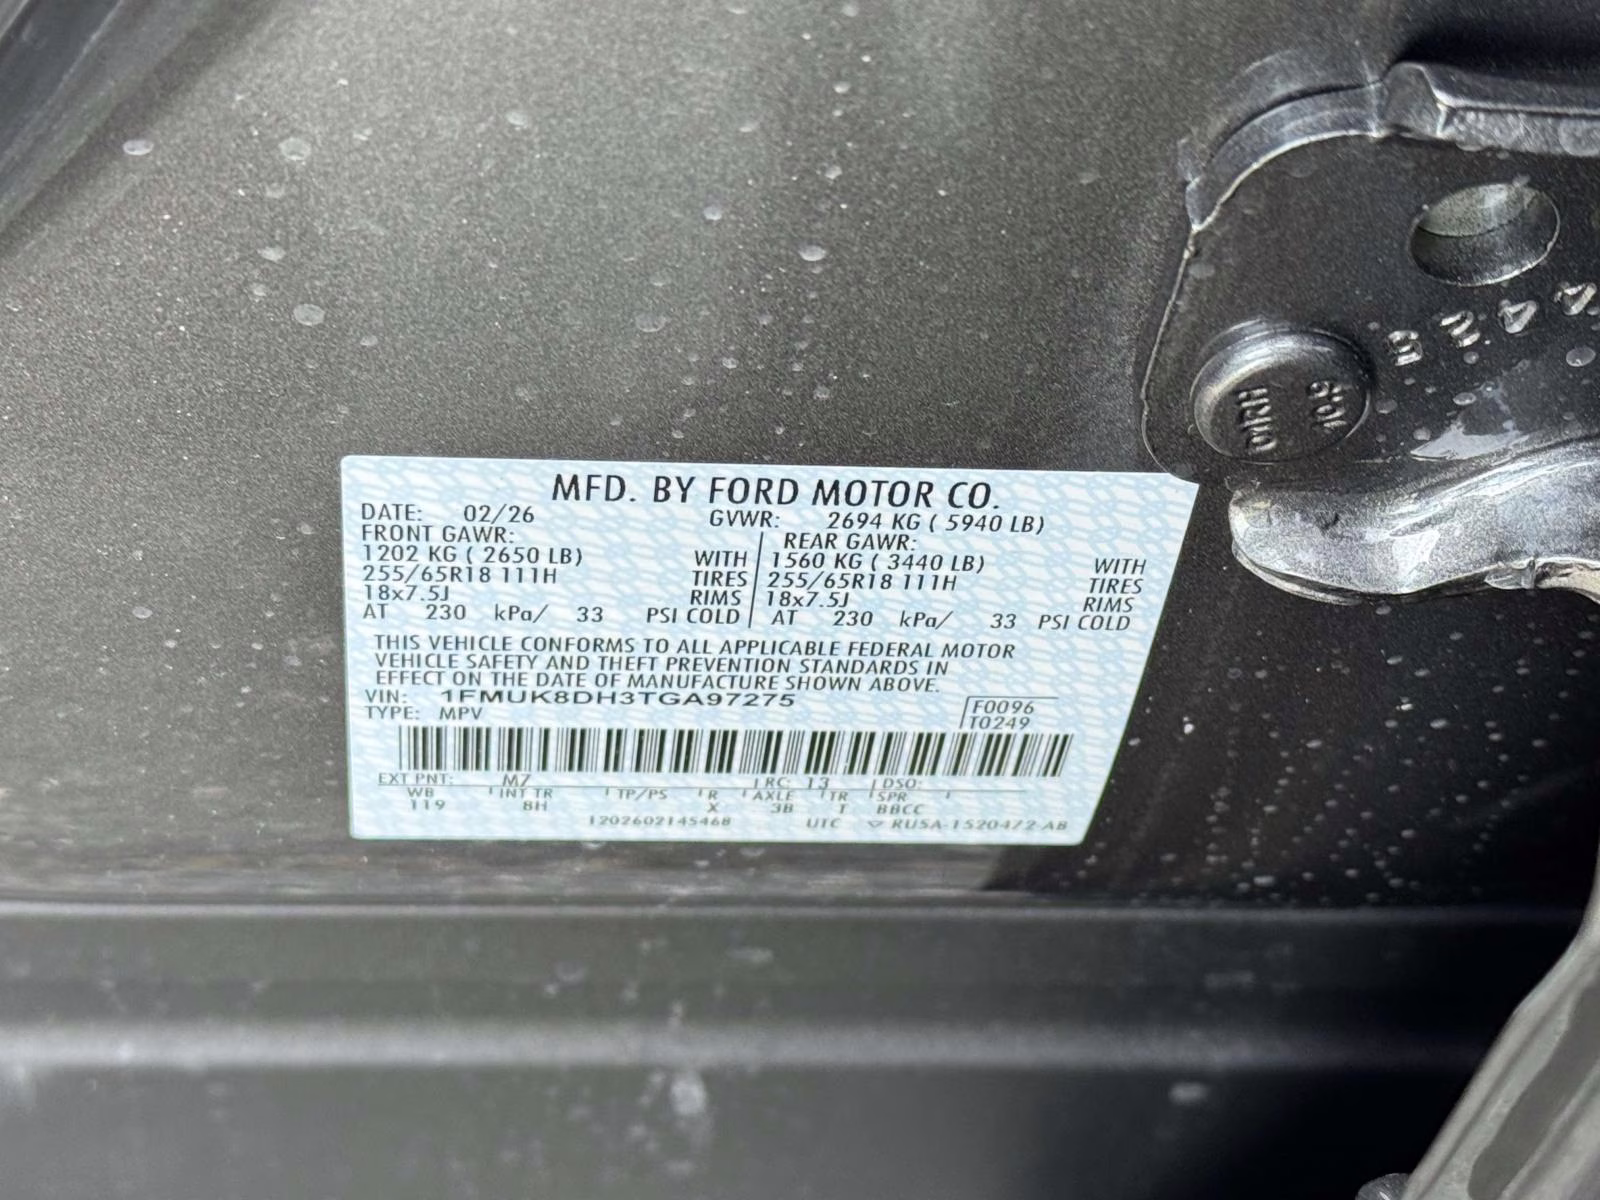 MFD. BY FORD MOTOR CO.
DATE: 02/26 GVWR: 2694 KG ( 5940 LB)
FRONT GAWR: REAR GAWR:
1202 KG ( 2650 LB) WITH 1560 KG ( 3440 LB) WITH
255/65R18 111H TIRES 255/65R18 111H TIRES
18x7.5J RIMS 18x7.5J RIMS
AT 230 kPa/ 33 PSI COLD AT 230 kPa/ 33 PSI COLD
THIS VEHICLE CONFORMS TO ALL APPLICABLE FEDERAL MOTOR
VEHICLE SAFETY AND THEFT PREVENTION STANDARDS IN
EFFECT ON THE DATE OF MANUFACTURE SHOWN ABOVE.
VIN: 1FMUK8DH3TGA97275 F0096
TYPE: MPV T0249
EXT PNT: M7 RC: 13 DSO:
WB INT TR TP/PS R AXLE TR SPR
119 8H X 3B T BBCC
1202602145468 UTC ▽ RU5A-1520472-AB
10.9